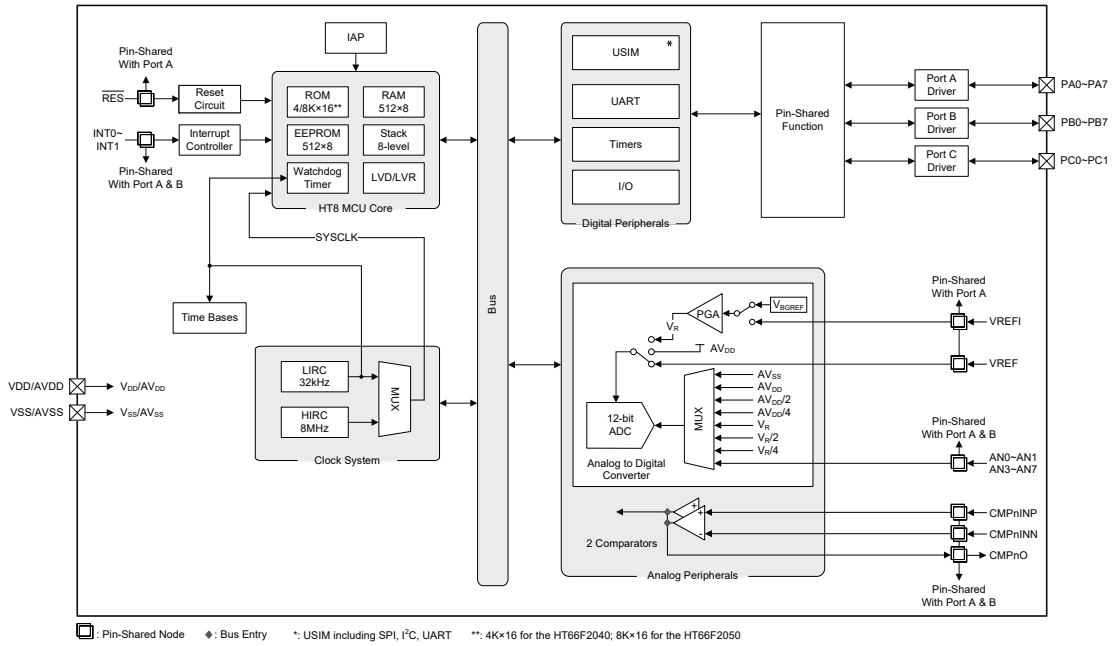 IAP
Pin-Shared
With Port A
RES
Reset
Circuit
INT0~
INT1
Interrupt
Controller
Pin-Shared
With Port A & B
ROM
4/8K×16**
RAM
512×8
EEPROM
512×8
Stack
8-level
Watchdog
Timer
LVD/LVR
HT8 MCU Core
SYSCLK
Time Bases
LIRC
32kHz
HIRC
8MHz
MUX
Clock System
VDD/AVDD
VDD/AVDD
VSS/AVSS
VSS/AVSS
Bus
USIM *
UART
Timers
I/O
Digital Peripherals
Pin-Shared
Function
Port A
Driver
PA0~PA7
Port B
Driver
PB0~PB7
Port C
Driver
PC0~PC1
PGA
VBGREF
VR
AVDD
Pin-Shared
With Port A
VREFI
VREF
12-bit
ADC
MUX
AVSS
AVDD
AVDD/2
AVDD/4
VR
VR/2
VR/4
Analog to Digital
Converter
Pin-Shared
With Port A & B
AN0~AN1
AN3~AN7
+
+
-
2 Comparators
CMPnINP
CMPnINN
CMPnO
Analog Peripherals
Pin-Shared
With Port A & B
: Pin-Shared Node : Bus Entry *: USIM including SPI, I²C, UART **: 4K×16 for the HT66F2040; 8K×16 for the HT66F2050